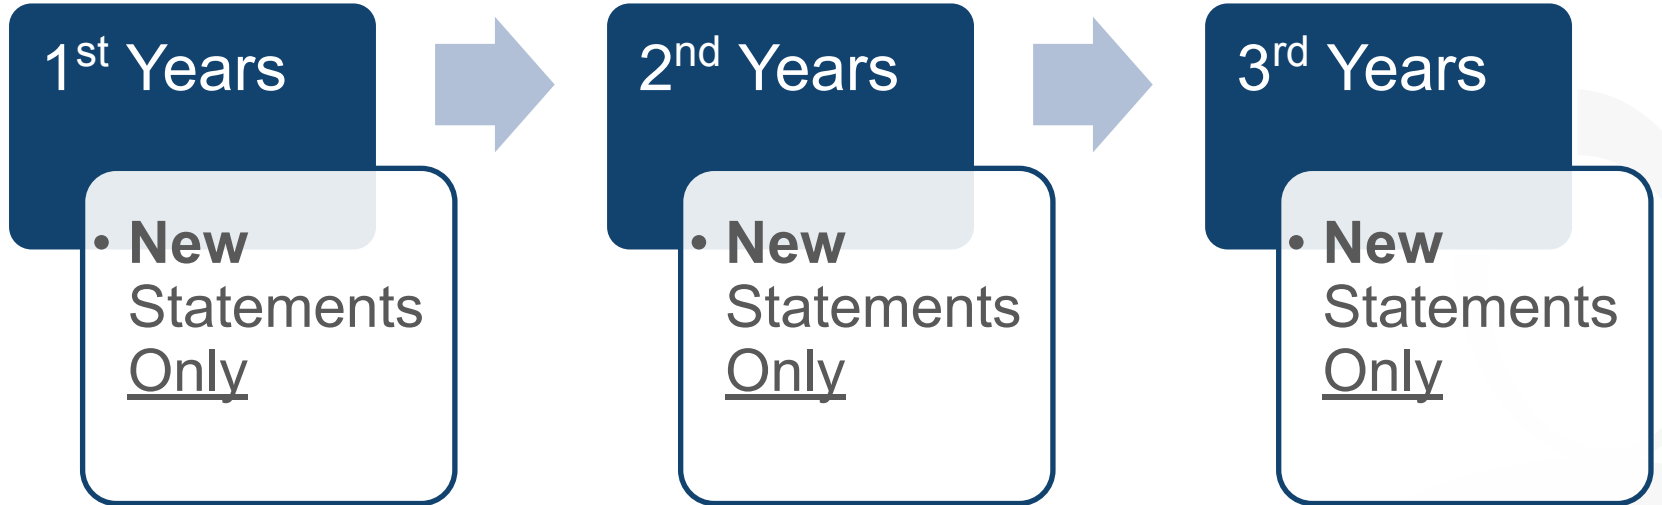 1st Years
• New
Statements
Only
2nd Years
• New
Statements
Only
3rd Years
• New
Statements
Only